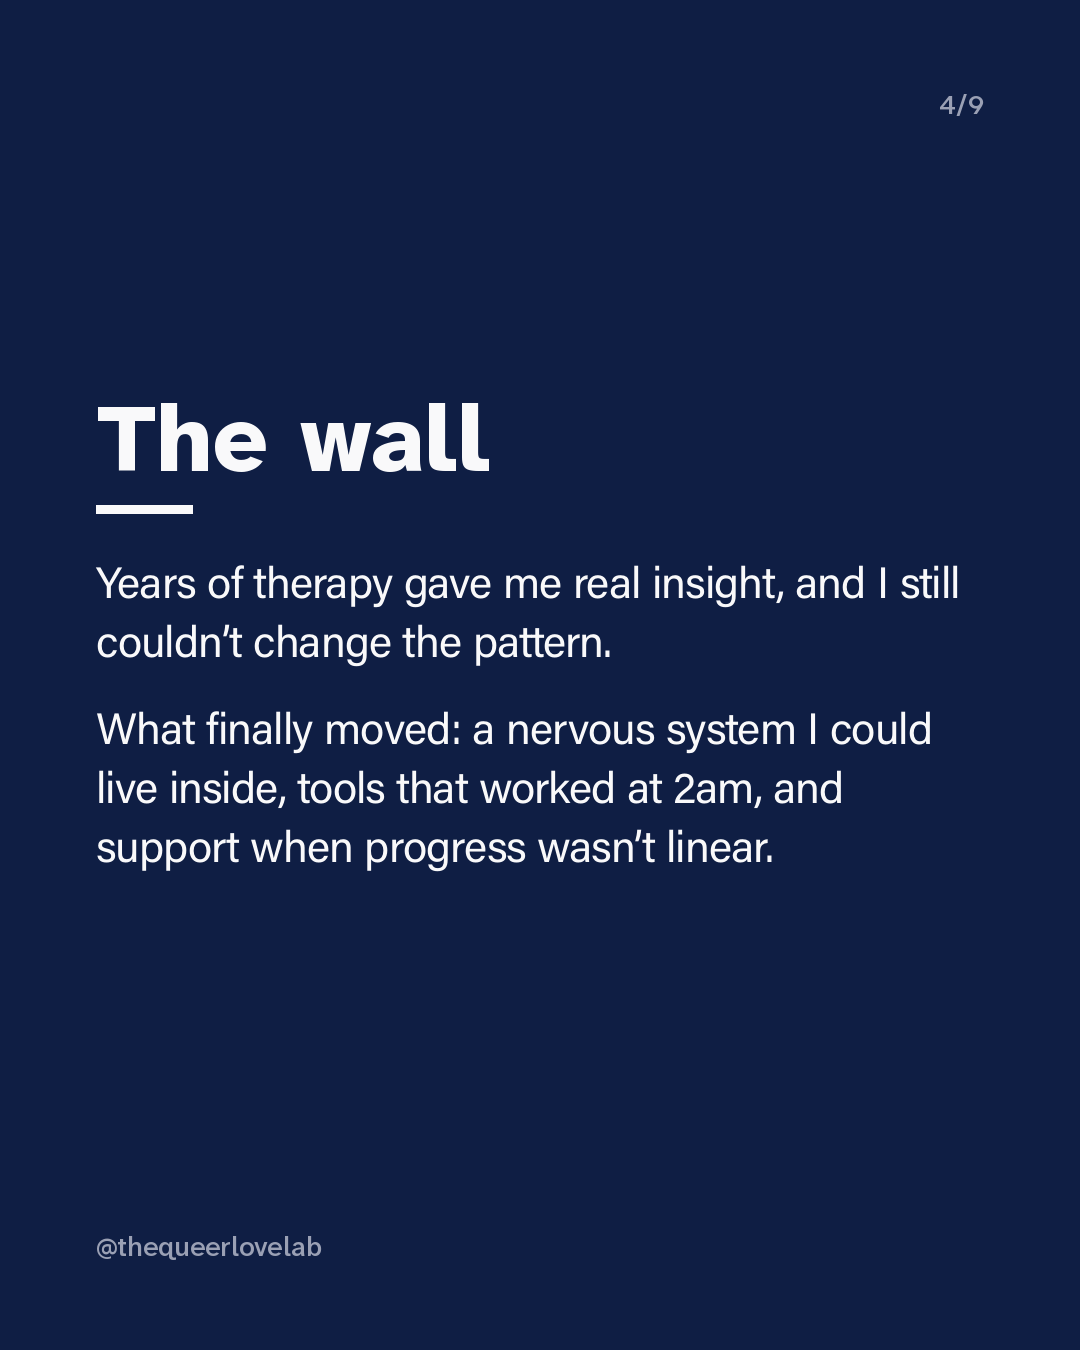 4/9
The wall
Years of therapy gave me real insight, and I still
couldn’t change the pattern.
What finally moved: a nervous system I could
live inside, tools that worked at 2am, and
support when progress wasn’t linear.
@thequeerlovelab